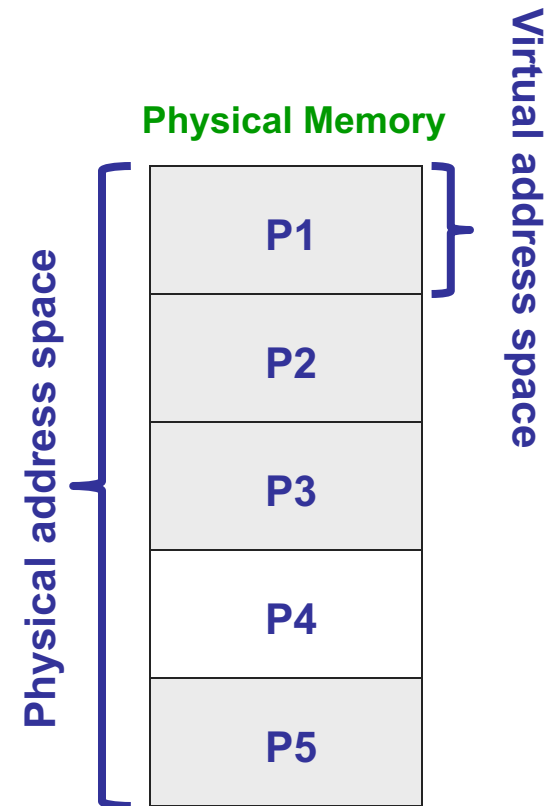 Physical Memory
Physical address space
Virtual address space
P1
P2
P3
P4
P5